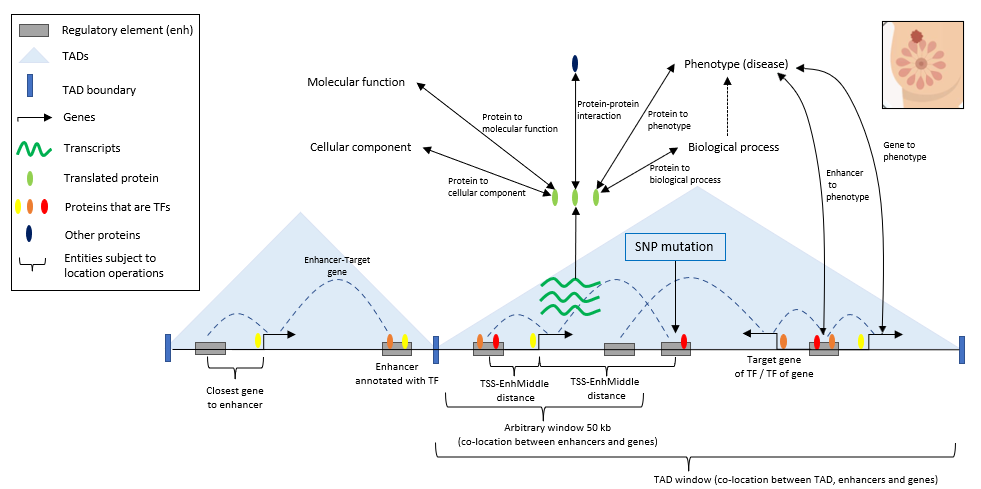 Regulatory element (enh)
TADs
TAD boundary
Genes
Transcripts
Translated protein
Proteins that are TFs
Other proteins
Entities subject to
location operations
Molecular function
Cellular component
Phenotype (disease)
Biological process
Protein to
molecular function
Protein-protein
interaction
Protein to
phenotype
Protein to
biological process
Protein to
cellular component
Gene to
phenotype
Enhancer
to
phenotype
SNP mutation
Enhancer-Target
gene
Closest gene
to enhancer
Enhancer
annotated with TF
TSS-EnhMiddle
distance
TSS-EnhMiddle
distance
Target gene
of TF / TF of gene
Arbitrary window 50 kb
(co-location between enhancers and genes)
TAD window (co-location between TAD, enhancers and genes)